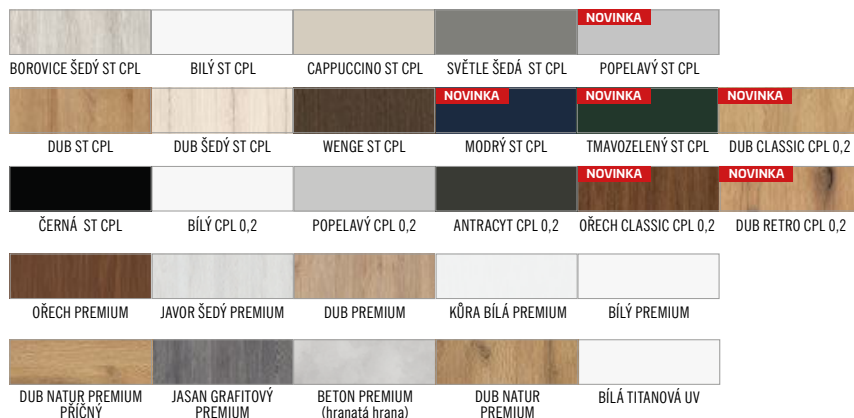 NOVINKA
BOROVICE ŠEDÝ ST CPL
BILÝ ST CPL
CAPPUCCINO ST CPL
SVĚTLE ŠEDÁ ST CPL
POPELAVÝ ST CPL
NOVINKA
NOVINKA
NOVINKA
DUB ST CPL
DUB ŠEDÝ ST CPL
WENGE ST CPL
MODRÝ ST CPL
TMAVOZELENÝ ST CPL
DUB CLASSIC CPL 0,2
NOVINKA
NOVINKA
ČERNÁ ST CPL
BÍLÝ CPL 0,2
POPELAVÝ CPL 0,2
ANTRACYT CPL 0,2
OŘECH CLASSIC CPL 0,2
DUB RETRO CPL 0,2
OŘECH PREMIUM
JAVOR ŠEDÝ PREMIUM
DUB PREMIUM
KŮRA BÍLÁ PREMIUM
BÍLÝ PREMIUM
DUB NATUR PREMIUM
PŘÍČNÝ
JASAN GRAFITOVÝ
PREMIUM
BETON PREMIUM
(hranatá hrana)
DUB NATUR
PREMIUM
BÍLÁ TITANOVÁ UV